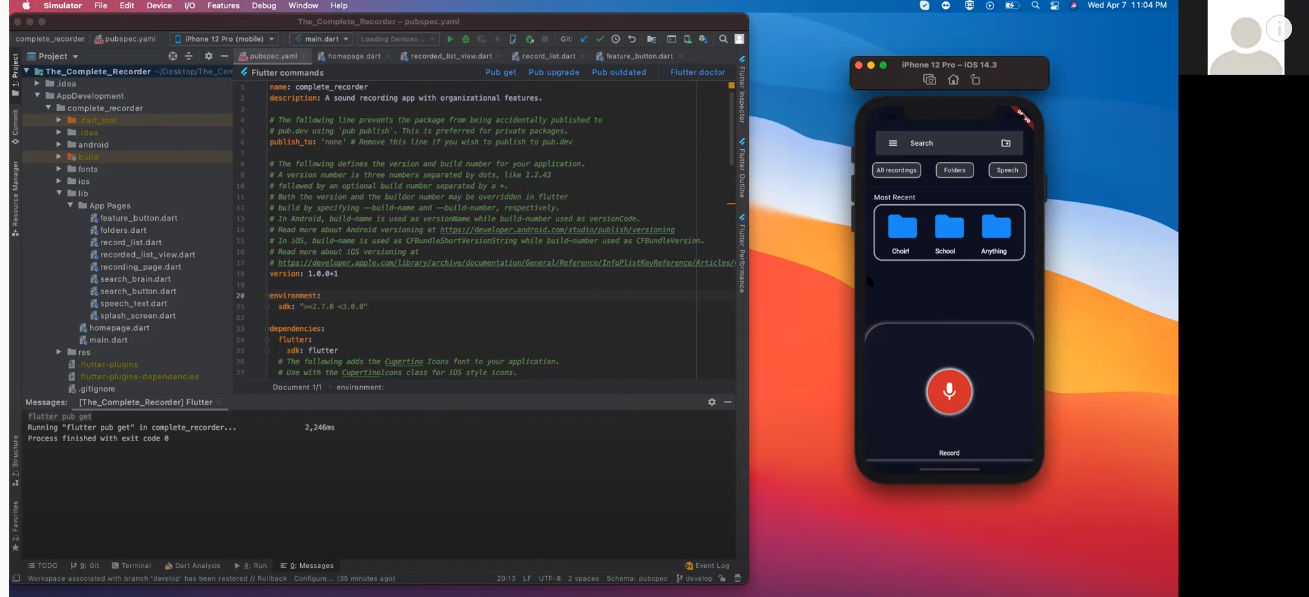 Simulator File Edit Device I/O Features Debug Window Help
Wed Apr 7 11:04 PM
The_Complete_Recorder – pubspec.yaml
complete_recorder pubspec.yaml iPhone 12 Pro (mobile) main.dart Loading Devices... Git:
Project
pubspec.yaml homepage.dart recorded_list_view.dart record_list.dart feature_button.dart
The_Complete_Recorder ~/Desktop/The_Com
.idea
AppDevelopment
complete_recorder
.dart_tool
.idea
android
build
fonts
ios
lib
App Pages
feature_button.dart
folders.dart
record_list.dart
recorded_list_view.dart
recording_page.dart
search_brain.dart
search_button.dart
speech_text.dart
splash_screen.dart
homepage.dart
main.dart
res
.flutter-plugins
.flutter-plugins-dependencies
.gitignore
1: Project
Commit
Resource Manager
7: Structure
2: Favorites
Flutter commands Pub get Pub upgrade Pub outdated Flutter doctor
1 name: complete_recorder
2 description: A sound recording app with organizational features.
3
4 # The following line prevents the package from being accidentally published to
5 # pub.dev using `pub publish`. This is preferred for private packages.
6 publish_to: 'none' # Remove this line if you wish to publish to pub.dev
7
8 # The following defines the version and build number for your application.
9 # A version number is three numbers separated by dots, like 1.2.43
10 # followed by an optional build number separated by a +.
11 # Both the version and the builder number may be overridden in flutter
12 # build by specifying --build-name and --build-number, respectively.
13 # In Android, build-name is used as versionName while build-number used as versionCode.
14 # Read more about Android versioning at https://developer.android.com/studio/publish/versioning
15 # In iOS, build-name is used as CFBundleShortVersionString while build-number used as CFBundleVersion.
16 # Read more about iOS versioning at
17 # https://developer.apple.com/library/archive/documentation/General/Reference/InfoPlistKeyReference/Articles/
18 version: 1.0.0+1
19
20 environment:
21 sdk: ">=2.7.0 <3.0.0"
22
23 dependencies:
24 flutter:
25 sdk: flutter
26 # The following adds the Cupertino Icons font to your application.
27 # Use with the CupertinoIcons class for iOS style icons.
Document 1/1 environment:
Flutter Inspector
Flutter Outline
Flutter Performance
Messages: [The_Complete_Recorder] Flutter
flutter pub get
Running "flutter pub get" in complete_recorder... 2,246ms
Process finished with exit code 0
TODO 9: Git Terminal Dart Analysis 4: Run 0: Messages Event Log
Workspace associated with branch 'develop' has been restored // Rollback Configure... (35 minutes ago) 20:13 LF UTF-8 2 spaces Schema: pubspec develop
iPhone 12 Pro – iOS 14.3
Search
All recordings Folders Speech
Most Recent
Choir! School Anything
Record